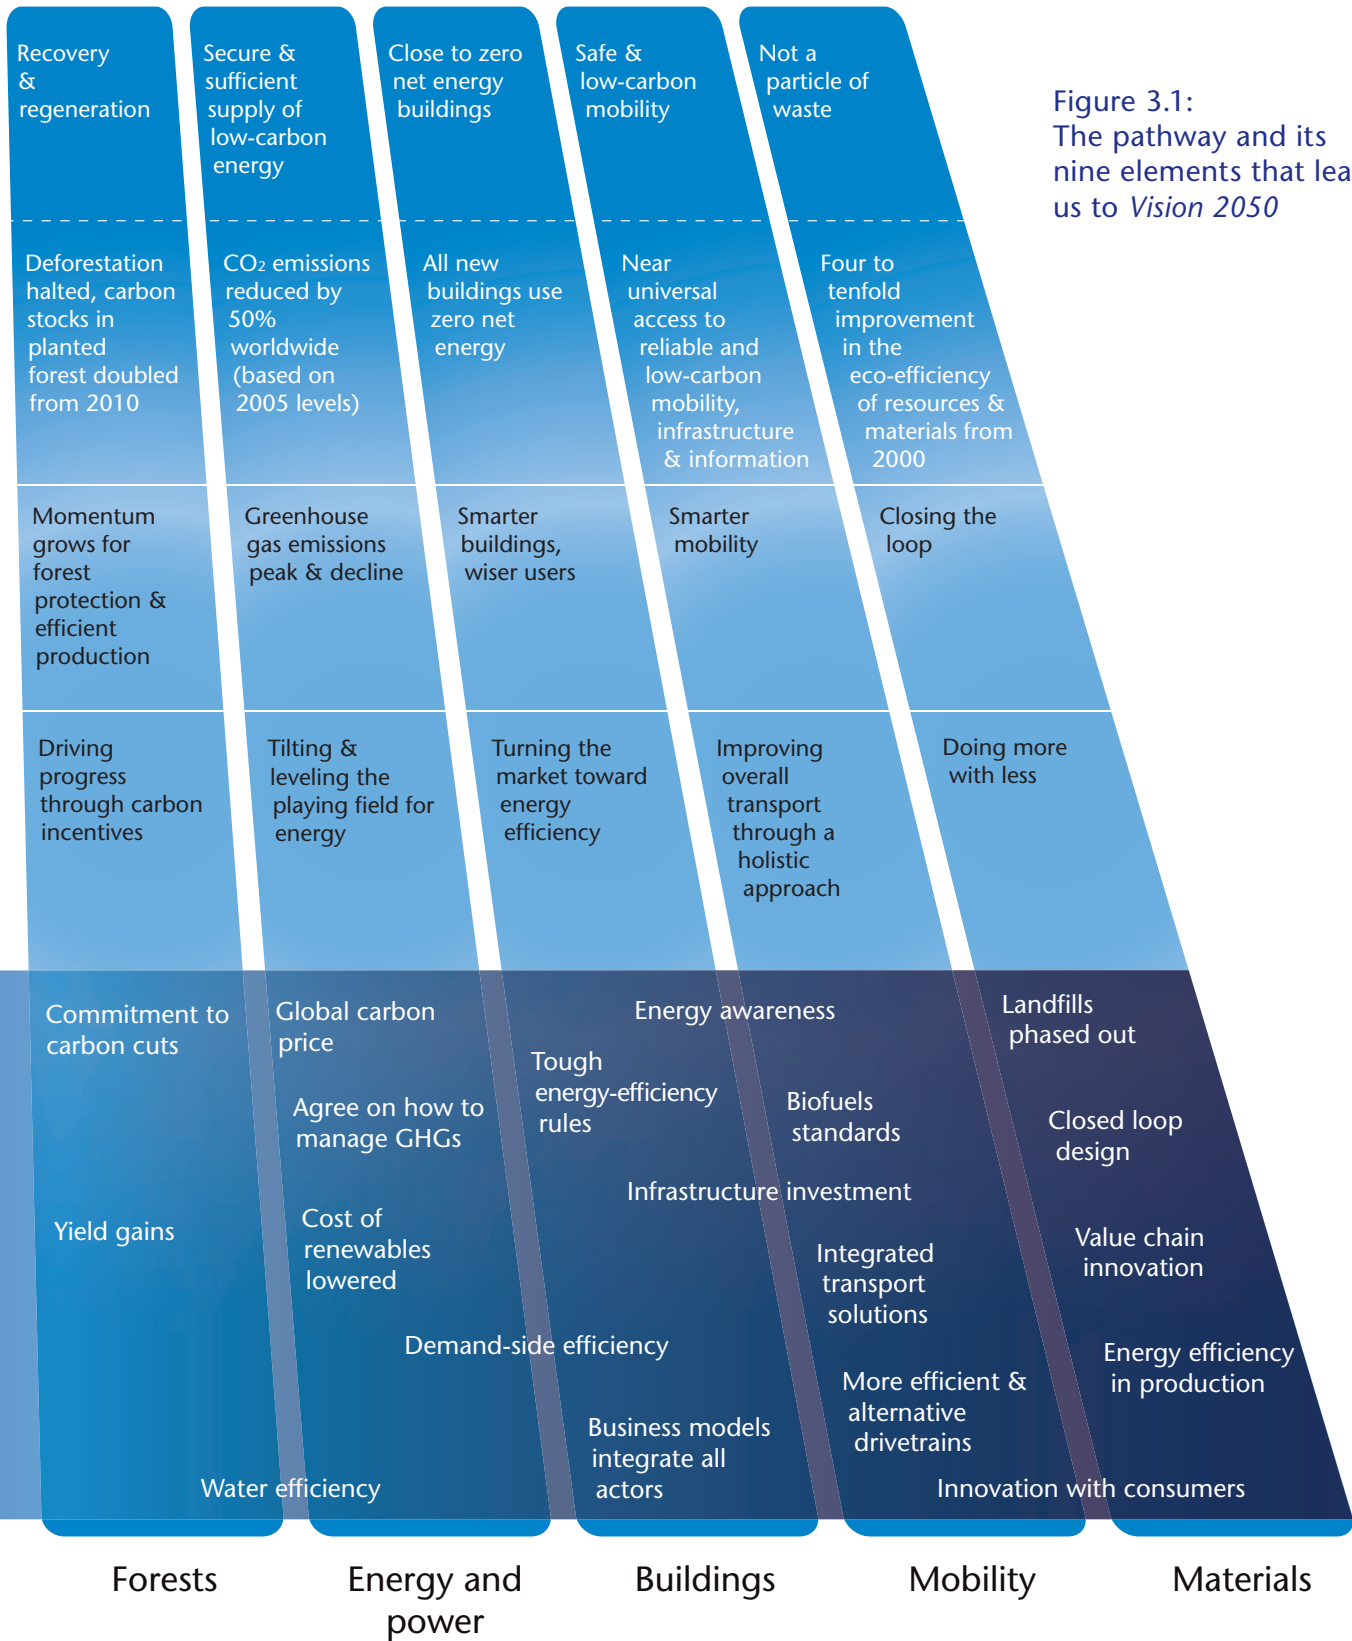 Recovery
&
regeneration
Secure &
sufficient
supply of
low-carbon
energy
Close to zero
net energy
buildings
Safe &
low-carbon
mobility
Not a
particle of
waste
Figure 3.1:
The pathway and its
nine elements that lea
us to Vision 2050
Deforestation
halted, carbon
stocks in
planted
forest doubled
from 2010
CO2 emissions
reduced by
50%
worldwide
(based on
2005 levels)
All new
buildings use
zero net
energy
Near
universal
access to
reliable and
low-carbon
mobility,
infrastructure
& information
Four to
tenfold
improvement
in the
eco-efficiency
of resources &
materials from
2000
Momentum
grows for
forest
protection &
efficient
production
Greenhouse
gas emissions
peak & decline
Smarter
buildings,
wiser users
Smarter
mobility
Closing the
loop
Driving
progress
through carbon
incentives
Tilting &
leveling the
playing field for
energy
Turning the
market toward
energy
efficiency
Improving
overall
transport
through a
holistic
approach
Doing more
with less
Commitment to
carbon cuts
Yield gains
Water efficiency
Global carbon
price
Agree on how to
manage GHGs
Cost of
renewables
lowered
Demand-side efficiency
Energy awareness
Tough
energy-efficiency
rules
Infrastructure investment
Business models
integrate all
actors
Biofuels
standards
Integrated
transport
solutions
More efficient &
alternative
drivetrains
Innovation with consumers
Landfills
phased out
Closed loop
design
Value chain
innovation
Energy efficiency
in production
Forests
Energy and
power
Buildings
Mobility
Materials